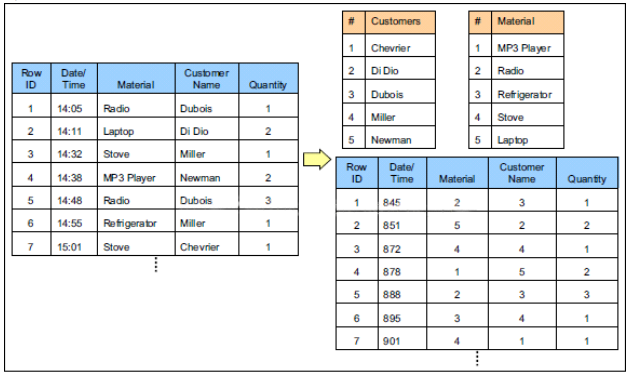 # Customers
1 Chevrier
2 Di Dio
3 Dubois
4 Miller
5 Newman
# Material
1 MP3 Player
2 Radio
3 Refrigerator
4 Stove
5 Laptop
Row ID Date/Time Material Customer Name Quantity
1 14:05 Radio Dubois 1
2 14:11 Laptop Di Dio 2
3 14:32 Stove Miller 1
4 14:38 MP3 Player Newman 2
5 14:48 Radio Dubois 3
6 14:55 Refrigerator Miller 1
7 15:01 Stove Chevrier 1
Row ID Date/Time Material Customer Name Quantity
1 845 2 3 1
2 851 5 2 2
3 872 4 4 1
4 878 1 5 2
5 888 2 3 3
6 895 3 4 1
7 901 4 1 1